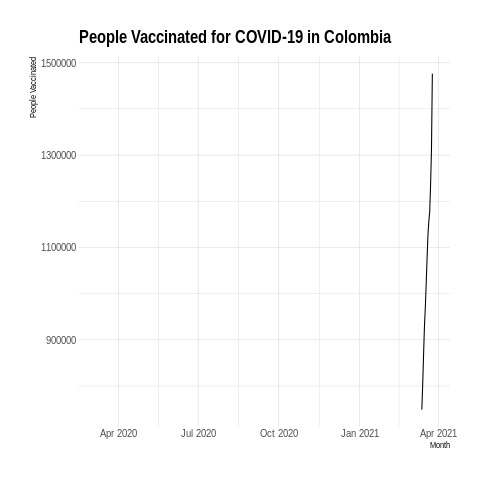 People Vaccinated for COVID-19 in Colombia
People Vaccinated
1500000
1300000
1100000
900000
Apr 2020 Jul 2020 Oct 2020 Jan 2021 Apr 2021
Month